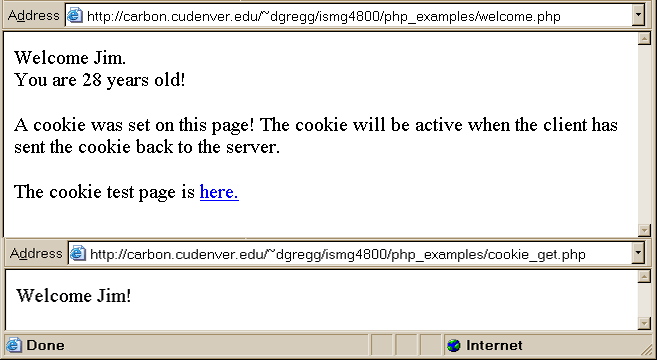 Address http://carbon.cudenver.edu/~dgregg/ismg4800/php_examples/welcome.php
Welcome Jim.
You are 28 years old!
A cookie was set on this page! The cookie will be active when the client has
sent the cookie back to the server.
The cookie test page is here.
Address http://carbon.cudenver.edu/~dgregg/ismg4800/php_examples/cookie_get.php
Welcome Jim!
Done Internet